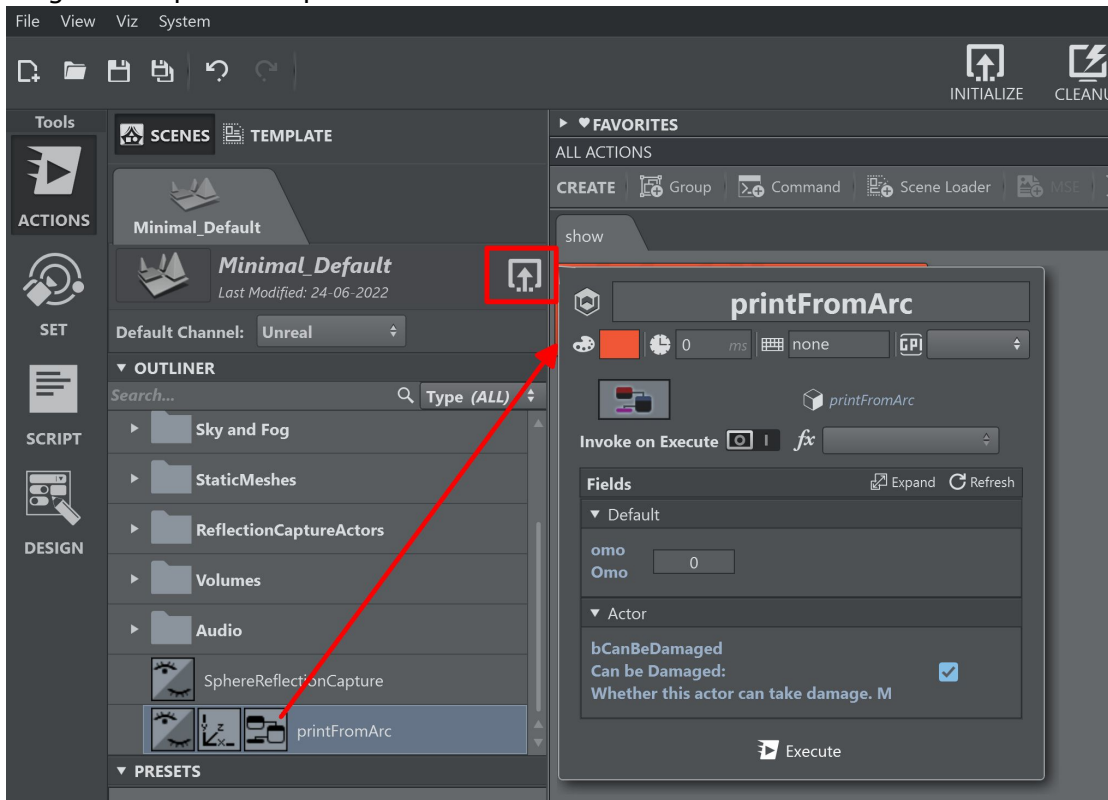 File View Viz System
INITIALIZE
Tools
SCENES TEMPLATE
FAVORITES
ALL ACTIONS
CREATE Group Command Scene Loader MSE
ACTIONS
Minimal_Default
show
Minimal_Default
Last Modified: 24-06-2022
printFromArc
SET
Default Channel: Unreal
0 ms none GPI
OUTLINER
Search... Type (ALL)
printFromArc
SCRIPT
Sky and Fog
Invoke on Execute fx
StaticMeshes
Fields Expand Refresh
Default
ReflectionCaptureActors
DESIGN
omo
Omo 0
Volumes
Actor
Audio
bCanBeDamaged
Can be Damaged:
Whether this actor can take damage. M
SphereReflectionCapture
printFromArc
Execute
PRESETS